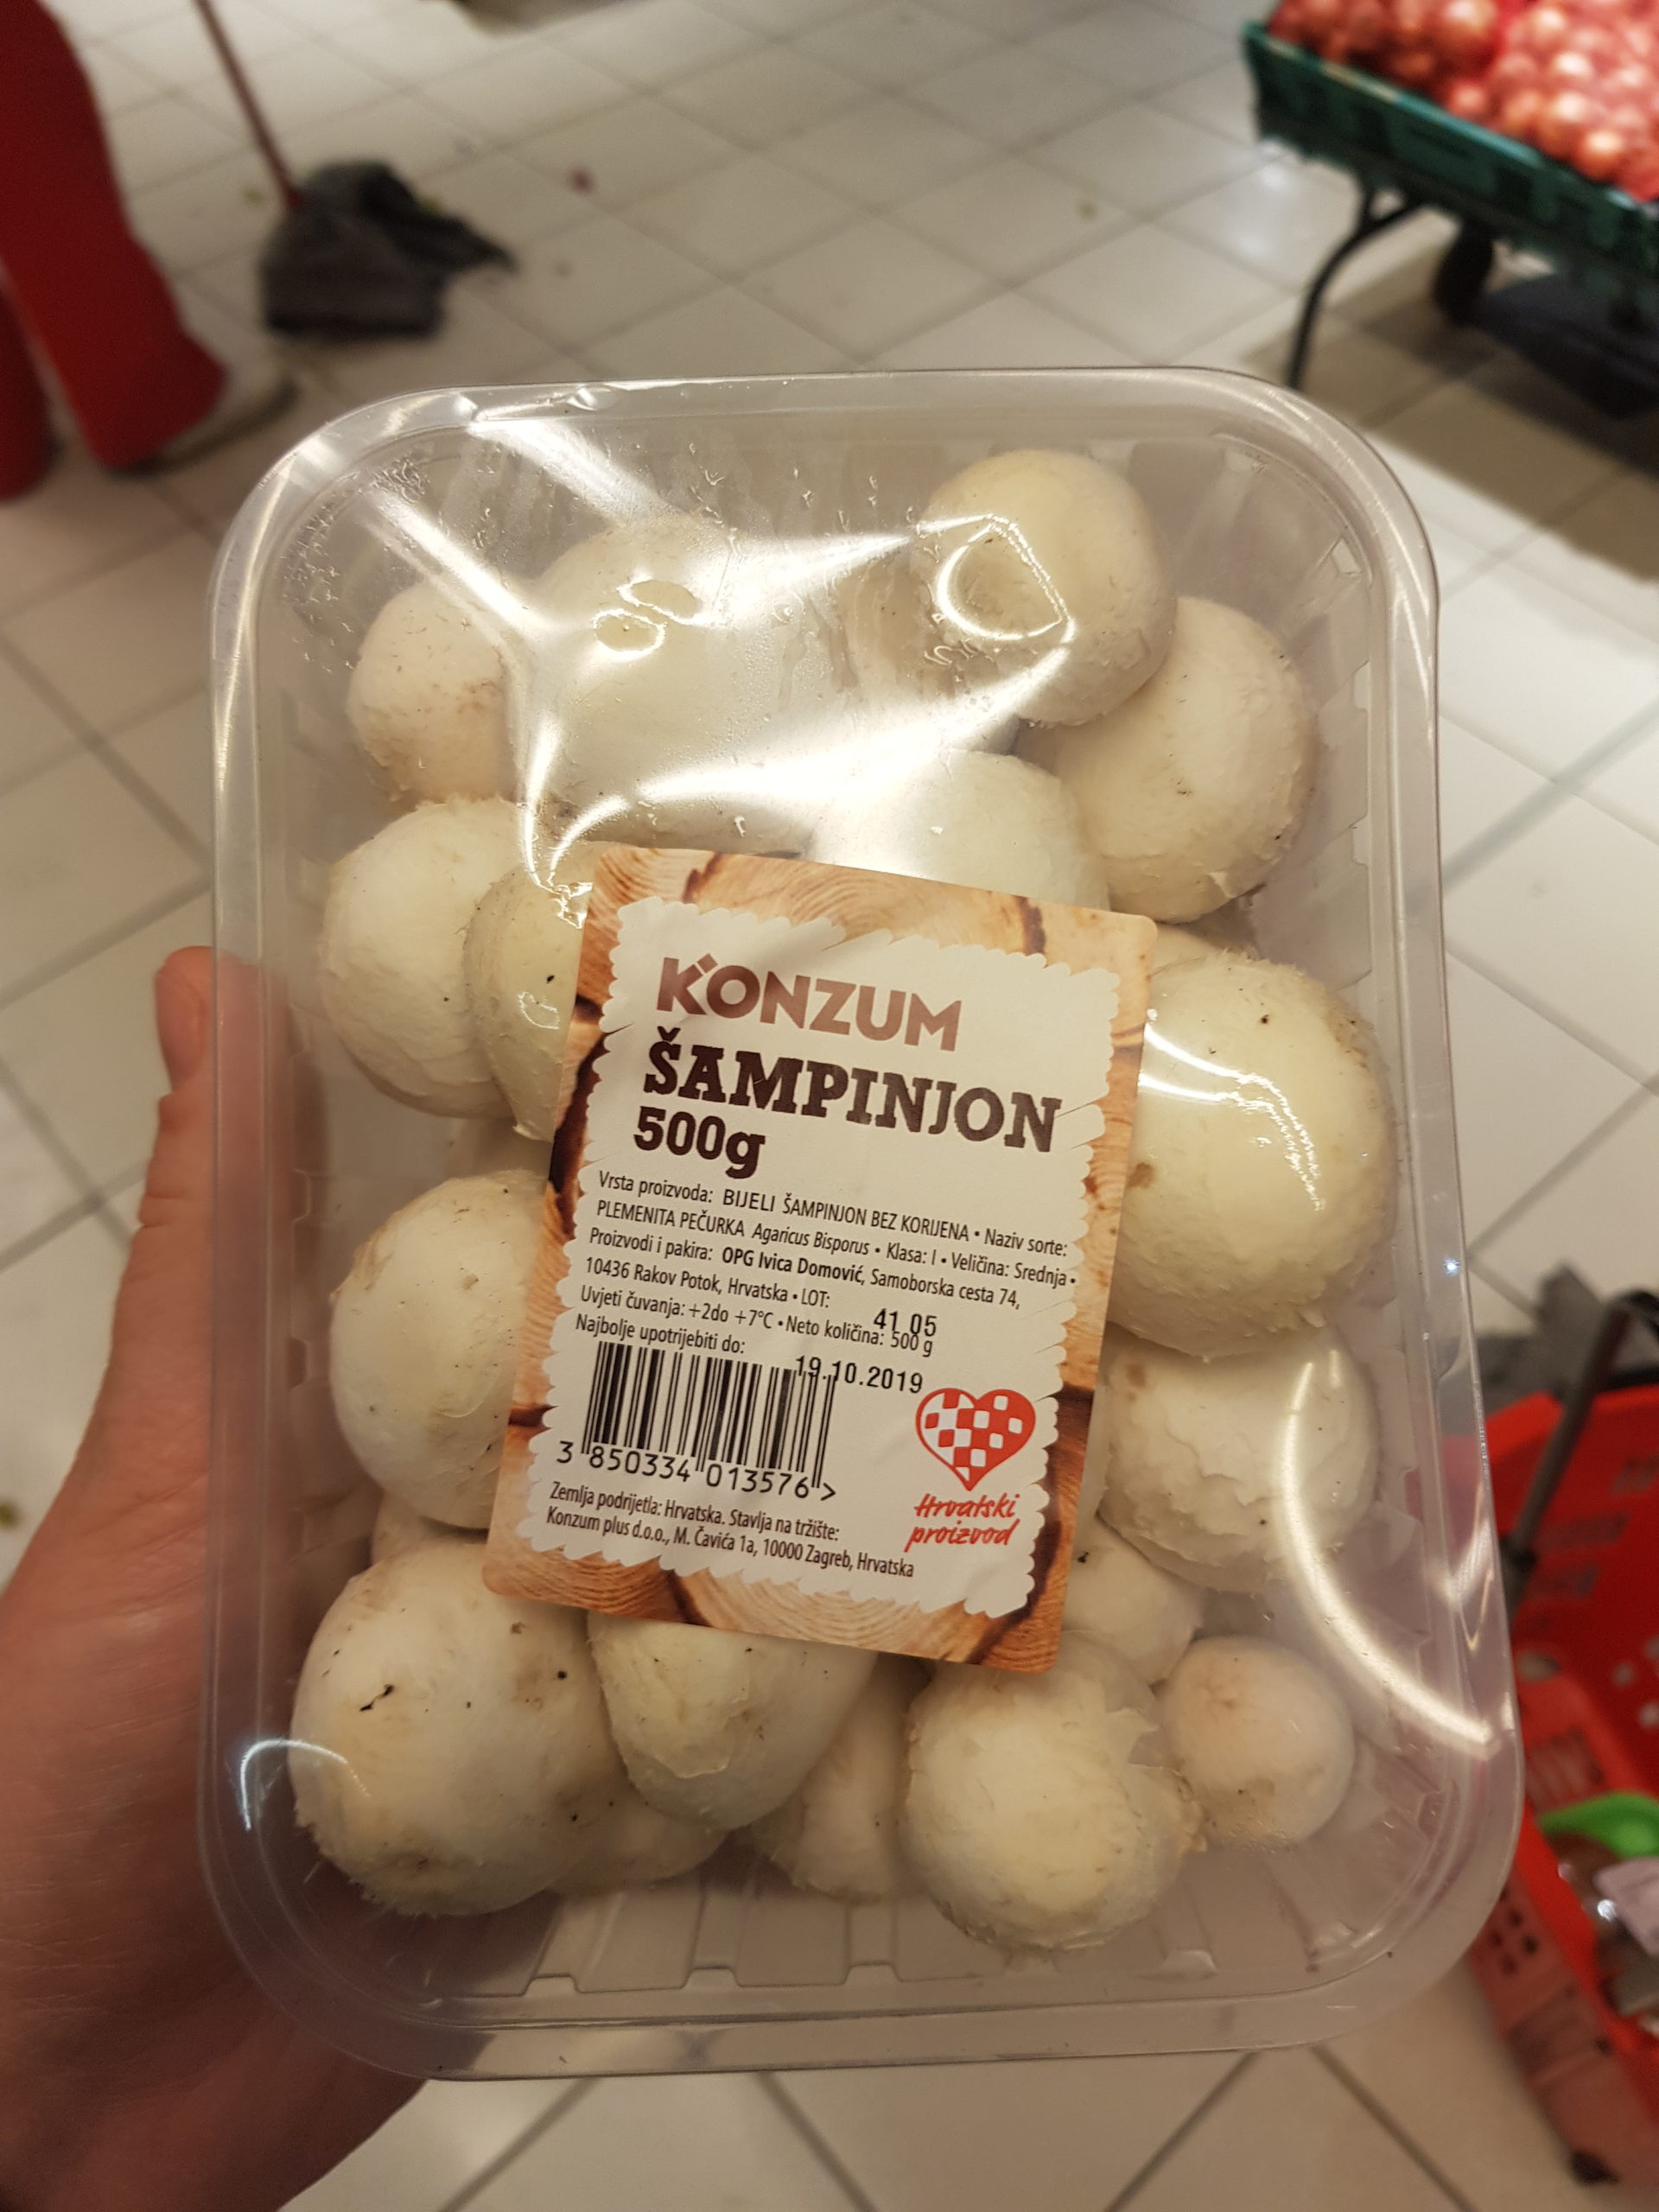 KONZUM
ŠAMPINJON
500g
Vrsta proizvoda: BIJELI ŠAMPINJON BEZ KORIJENA • Naziv sorte:
PLEMENITA PEČURKA Agaricus Bisporus • Klasa: I • Veličina: Srednja •
Proizvodi i pakira: OPG Ivica Domović, Samoborska cesta 74,
10436 Rakov Potok, Hrvatska • LOT: 41 05
Uvjeti čuvanja: +2do +7°C • Neto količina: 500 g
Najbolje upotrijebiti do: 19.10.2019
3 850334 013576 >
Hrvatski
proizvod
Zemlja podrijetla: Hrvatska. Stavlja na tržište:
Konzum plus d.o.o., M. Čavića 1a, 10000 Zagreb, Hrvatska